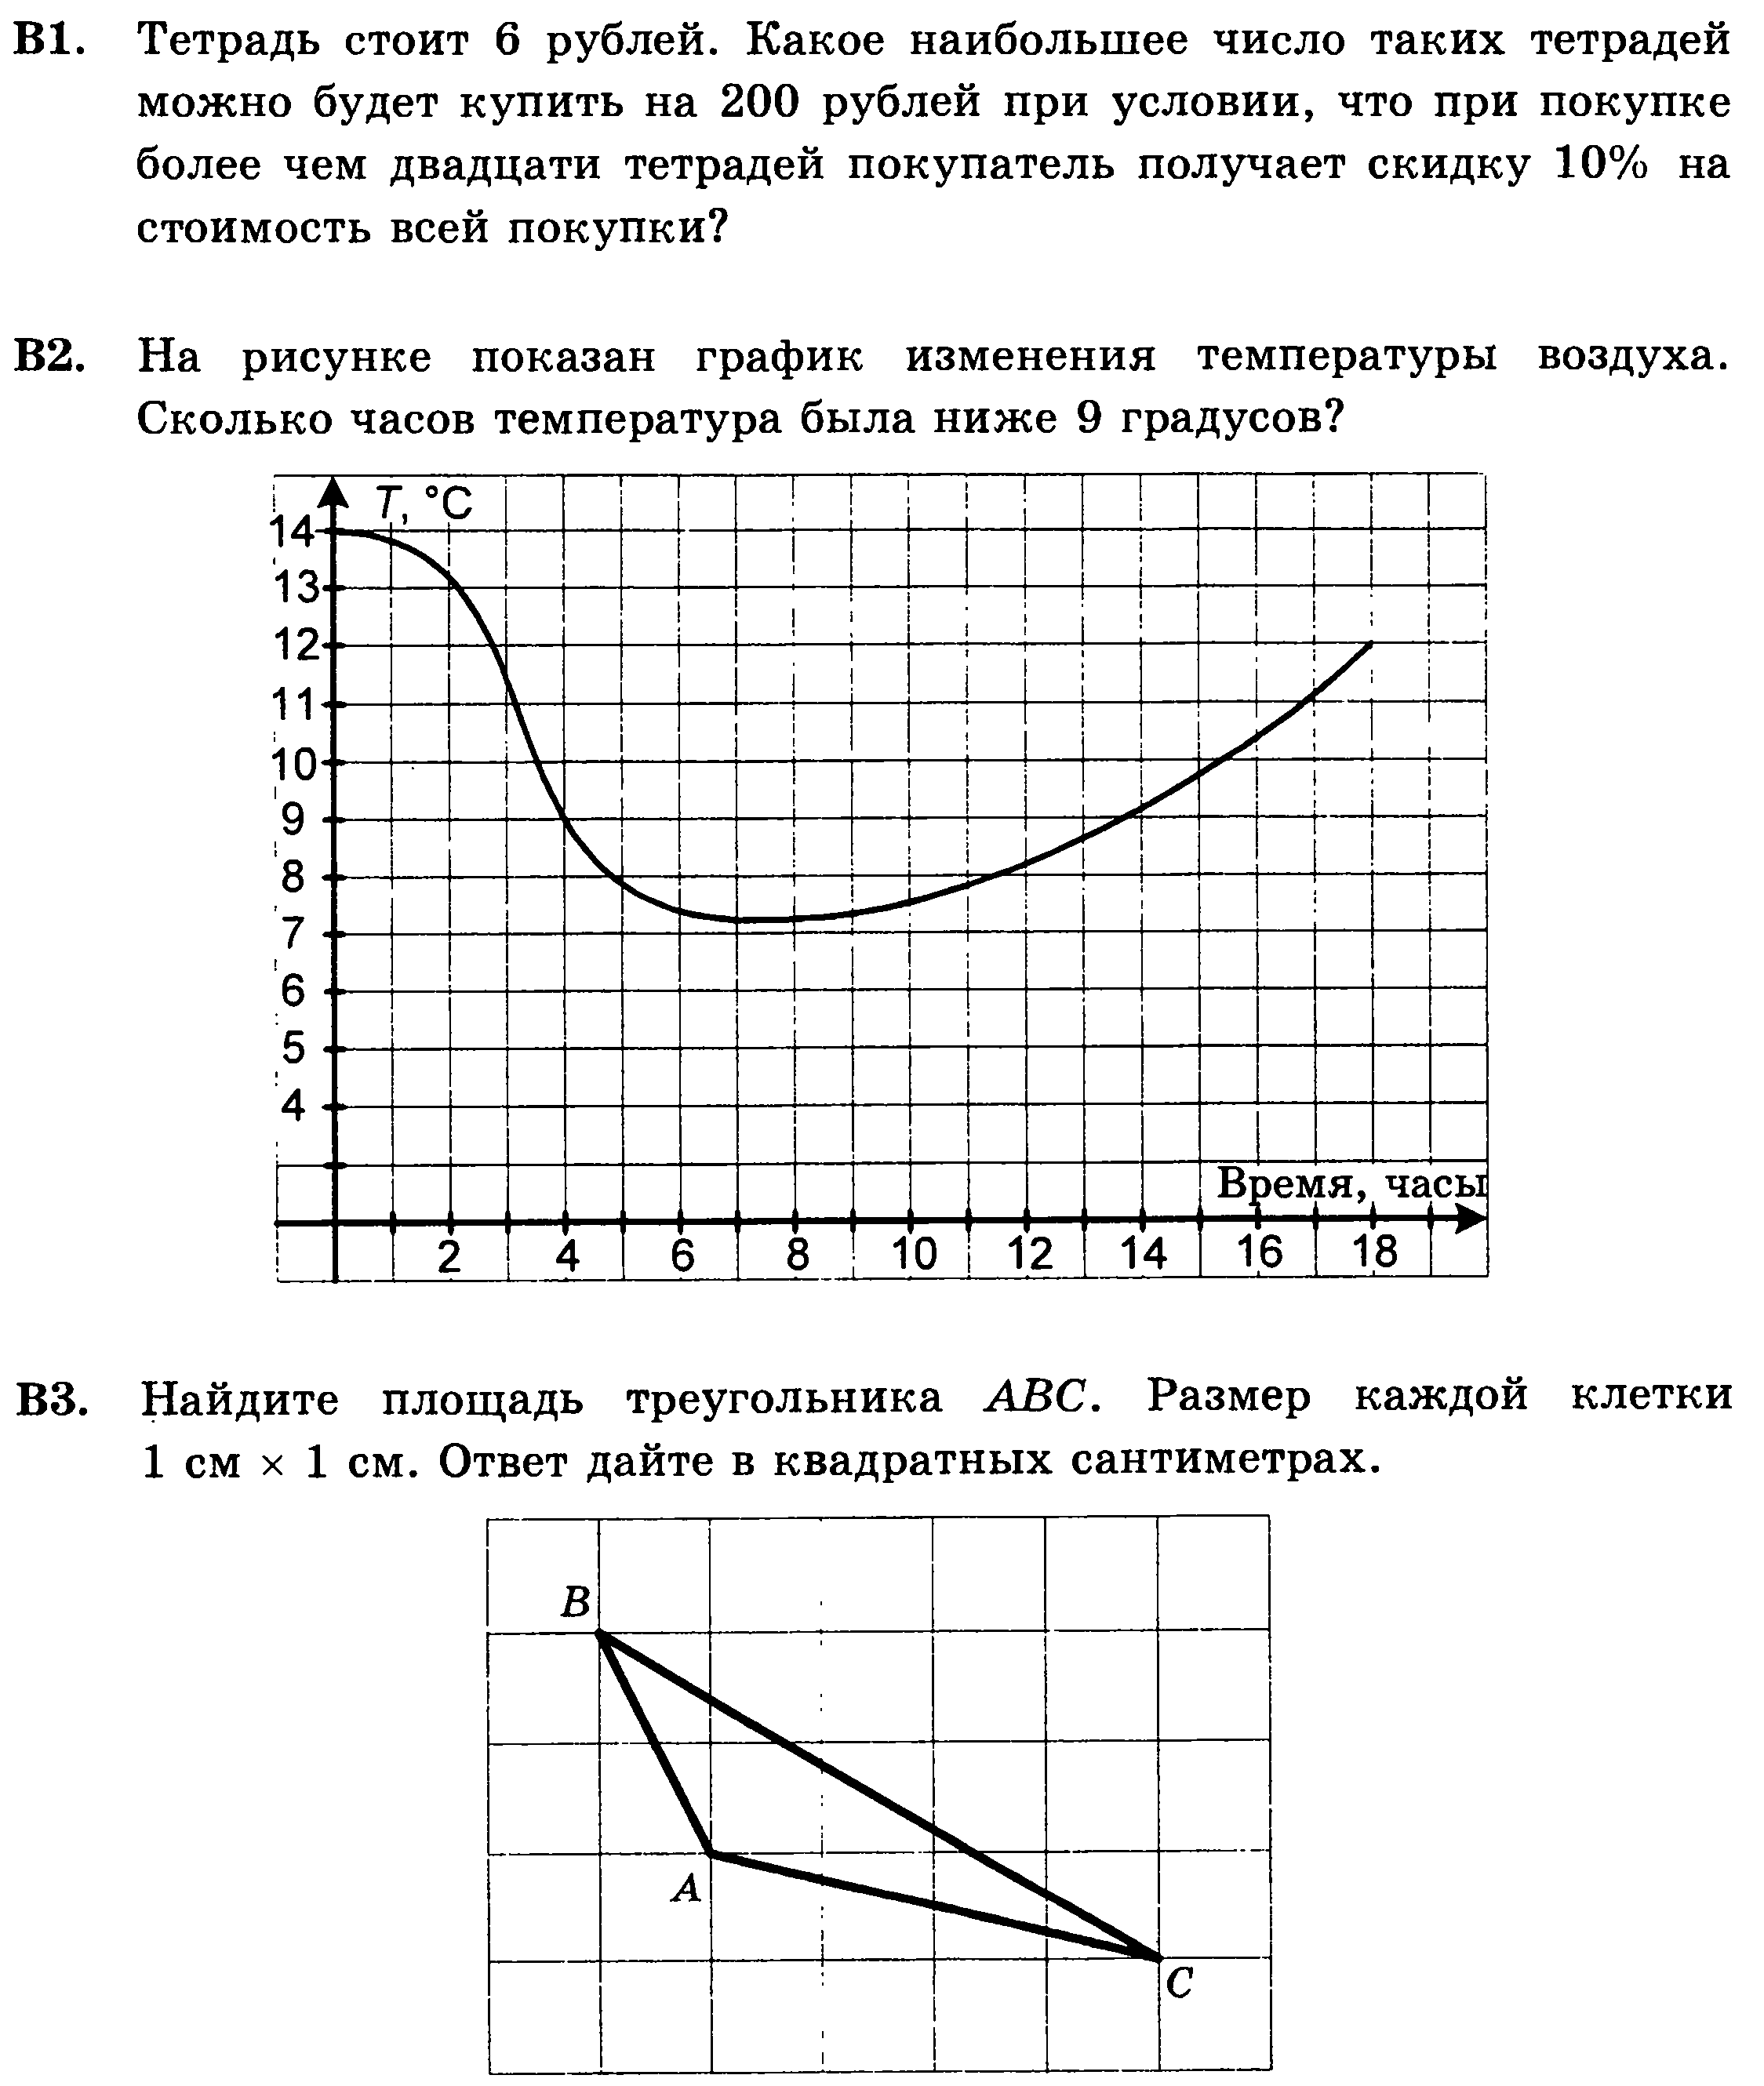 В1. Тетрадь стоит 6 рублей. Какое наибольшее число таких тетрадей
можно будет купить на 200 рублей при условии, что при покупке
более чем двадцати тетрадей покупатель получает скидку 10% на
стоимость всей покупки?
В2. На рисунке показан график изменения температуры воздуха.
Сколько часов температура была ниже 9 градусов?
T, °C
14
13
12
11
10
9
8
7
6
5
4
Время, часы
2 4 6 8 10 12 14 16 18
В3. Найдите площадь треугольника ABC. Размер каждой клетки
1 см × 1 см. Ответ дайте в квадратных сантиметрах.
B
A
C